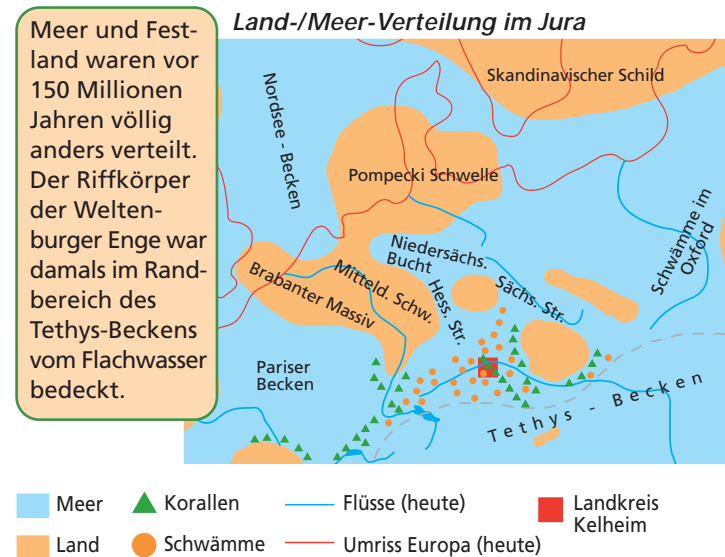 Land-/Meer-Verteilung im Jura
Meer und Fest-
land waren vor
150 Millionen
Jahren völlig
anders verteilt.
Der Riffkörper
der Welten-
burger Enge war
damals im Rand-
bereich des
Tethys-Beckens
vom Flachwasser
bedeckt.
Skandinavischer Schild
Nordsee - Becken
Pompecki Schwelle
Schwämme im
Oxford
Niedersächs.
Bucht
Mitteld. Schw.
Brabanter Massiv
Hess. Str.
Sächs. Str.
Pariser
Becken
Tethys - Becken
Meer
Korallen
Flüsse (heute)
Landkreis
Kelheim
Land
Schwämme
Umriss Europa (heute)